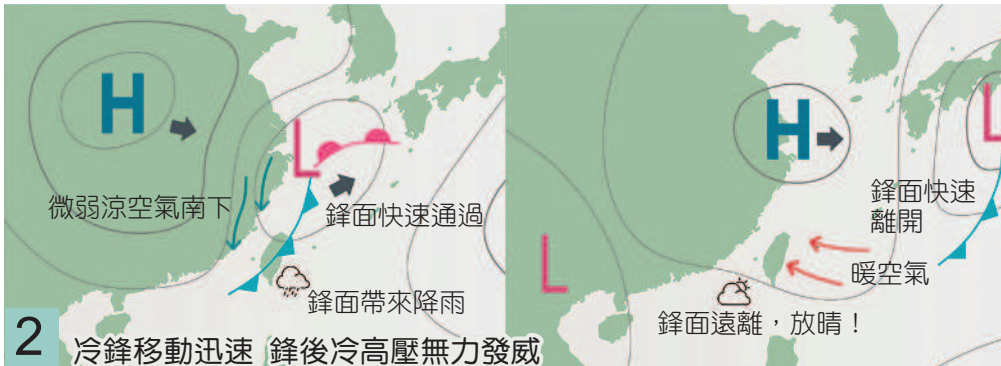 H
L
微弱涼空氣南下
鋒面快速通過
鋒面帶來降雨
2 冷鋒移動迅速 鋒後冷高壓無力發威
H
L
L
鋒面快速
離開
暖空氣
鋒面遠離，放晴！